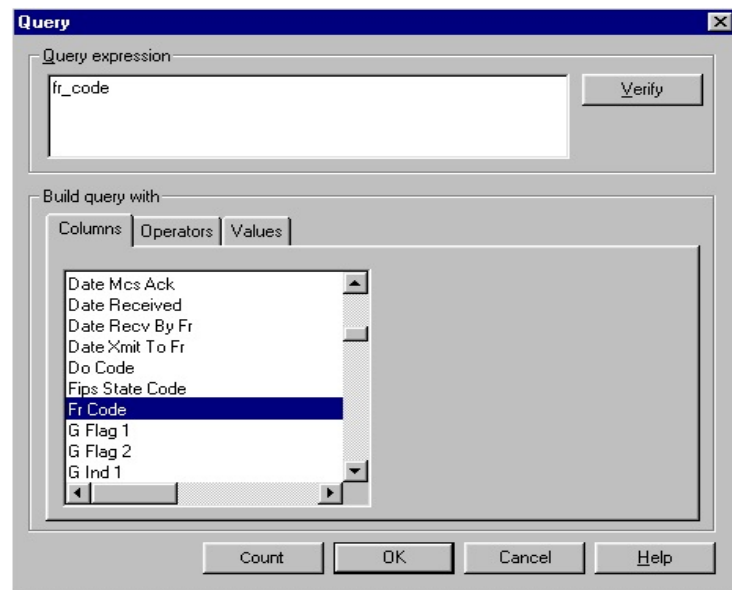 Query
Query expression
fr_code
Verify
Build query with
Columns Operators Values
Date Mcs Ack
Date Received
Date Recv By Fr
Date Xmit To Fr
Do Code
Fips State Code
Fr Code
G Flag 1
G Flag 2
G Ind 1
Count OK Cancel Help